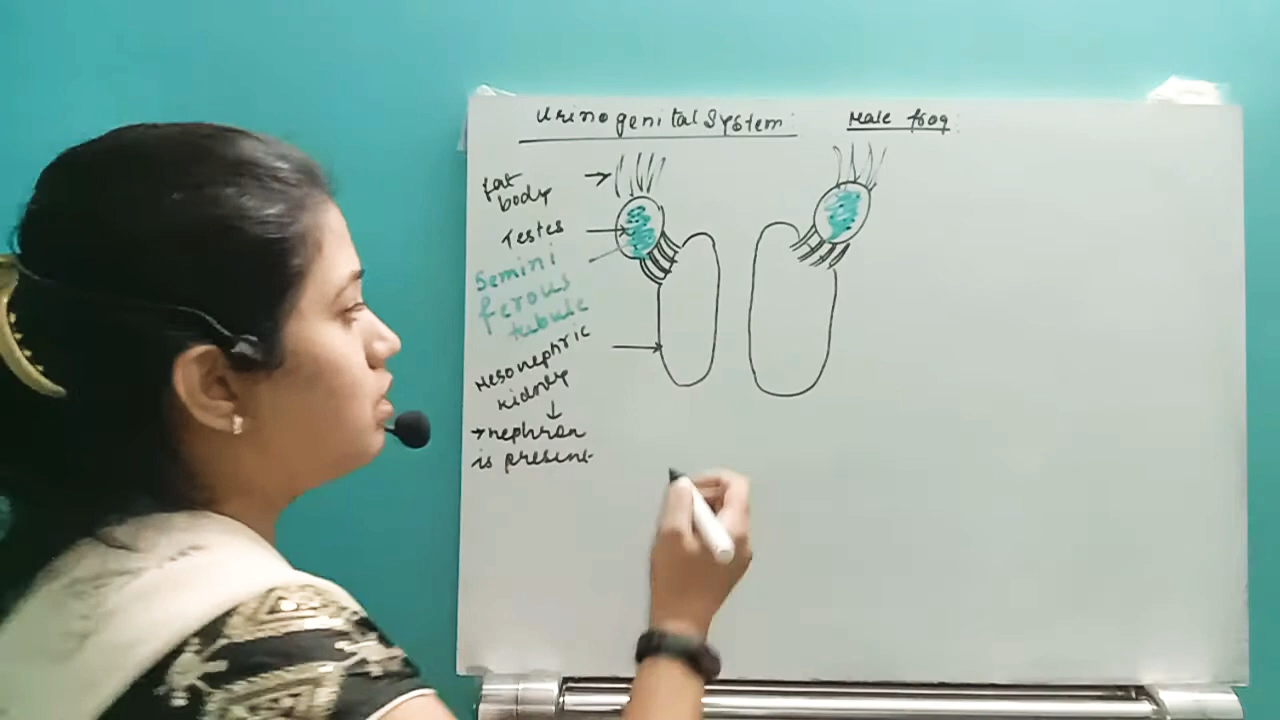 Urinogenital System: Male frog:
fat
body
Testes
Semini
ferous
tubule
Mesonephric
kidney
→nephron
is present